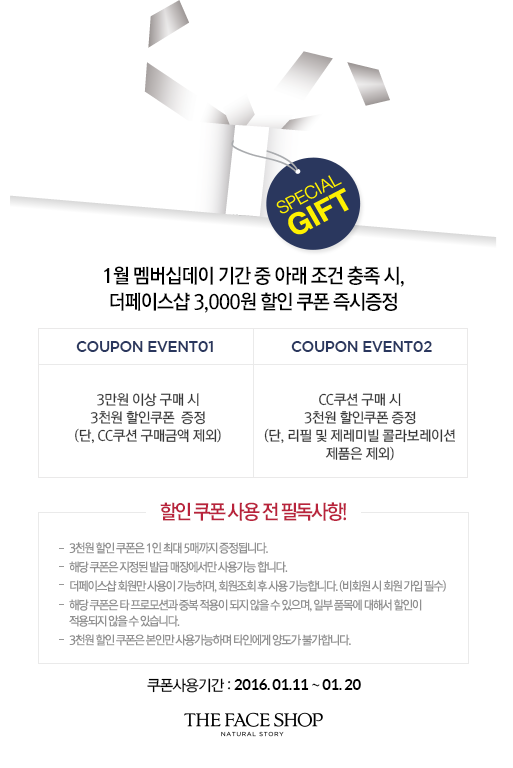 SPECIAL
GIFT
1월 멤버십데이 기간 중 아래 조건 충족 시,
더페이스샵 3,000원 할인 쿠폰 즉시증정
COUPON EVENT01
3만원 이상 구매 시
3천원 할인쿠폰 증정
(단, CC쿠션 구매금액 제외)
COUPON EVENT02
CC쿠션 구매 시
3천원 할인쿠폰 증정
(단, 리필 및 제레미빌 콜라보레이션
제품은 제외)
할인 쿠폰 사용 전 필독사항!
- 3천원 할인 쿠폰은 1인 최대 5매까지 증정됩니다.
- 해당 쿠폰은 지정된 발급 매장에서만 사용가능 합니다.
- 더페이스샵 회원만 사용이 가능하며, 회원조회 후 사용 가능합니다. (비회원 시 회원 가입 필수)
- 해당 쿠폰은 타 프로모션과 중복 적용이 되지 않을 수 있으며, 일부 품목에 대해서 할인이
적용되지 않을 수 있습니다.
- 3천원 할인 쿠폰은 본인만 사용가능하며 타인에게 양도가 불가합니다.
쿠폰사용기간 : 2016. 01. 11 ~ 01. 20
THE FACE SHOP
NATURAL STORY